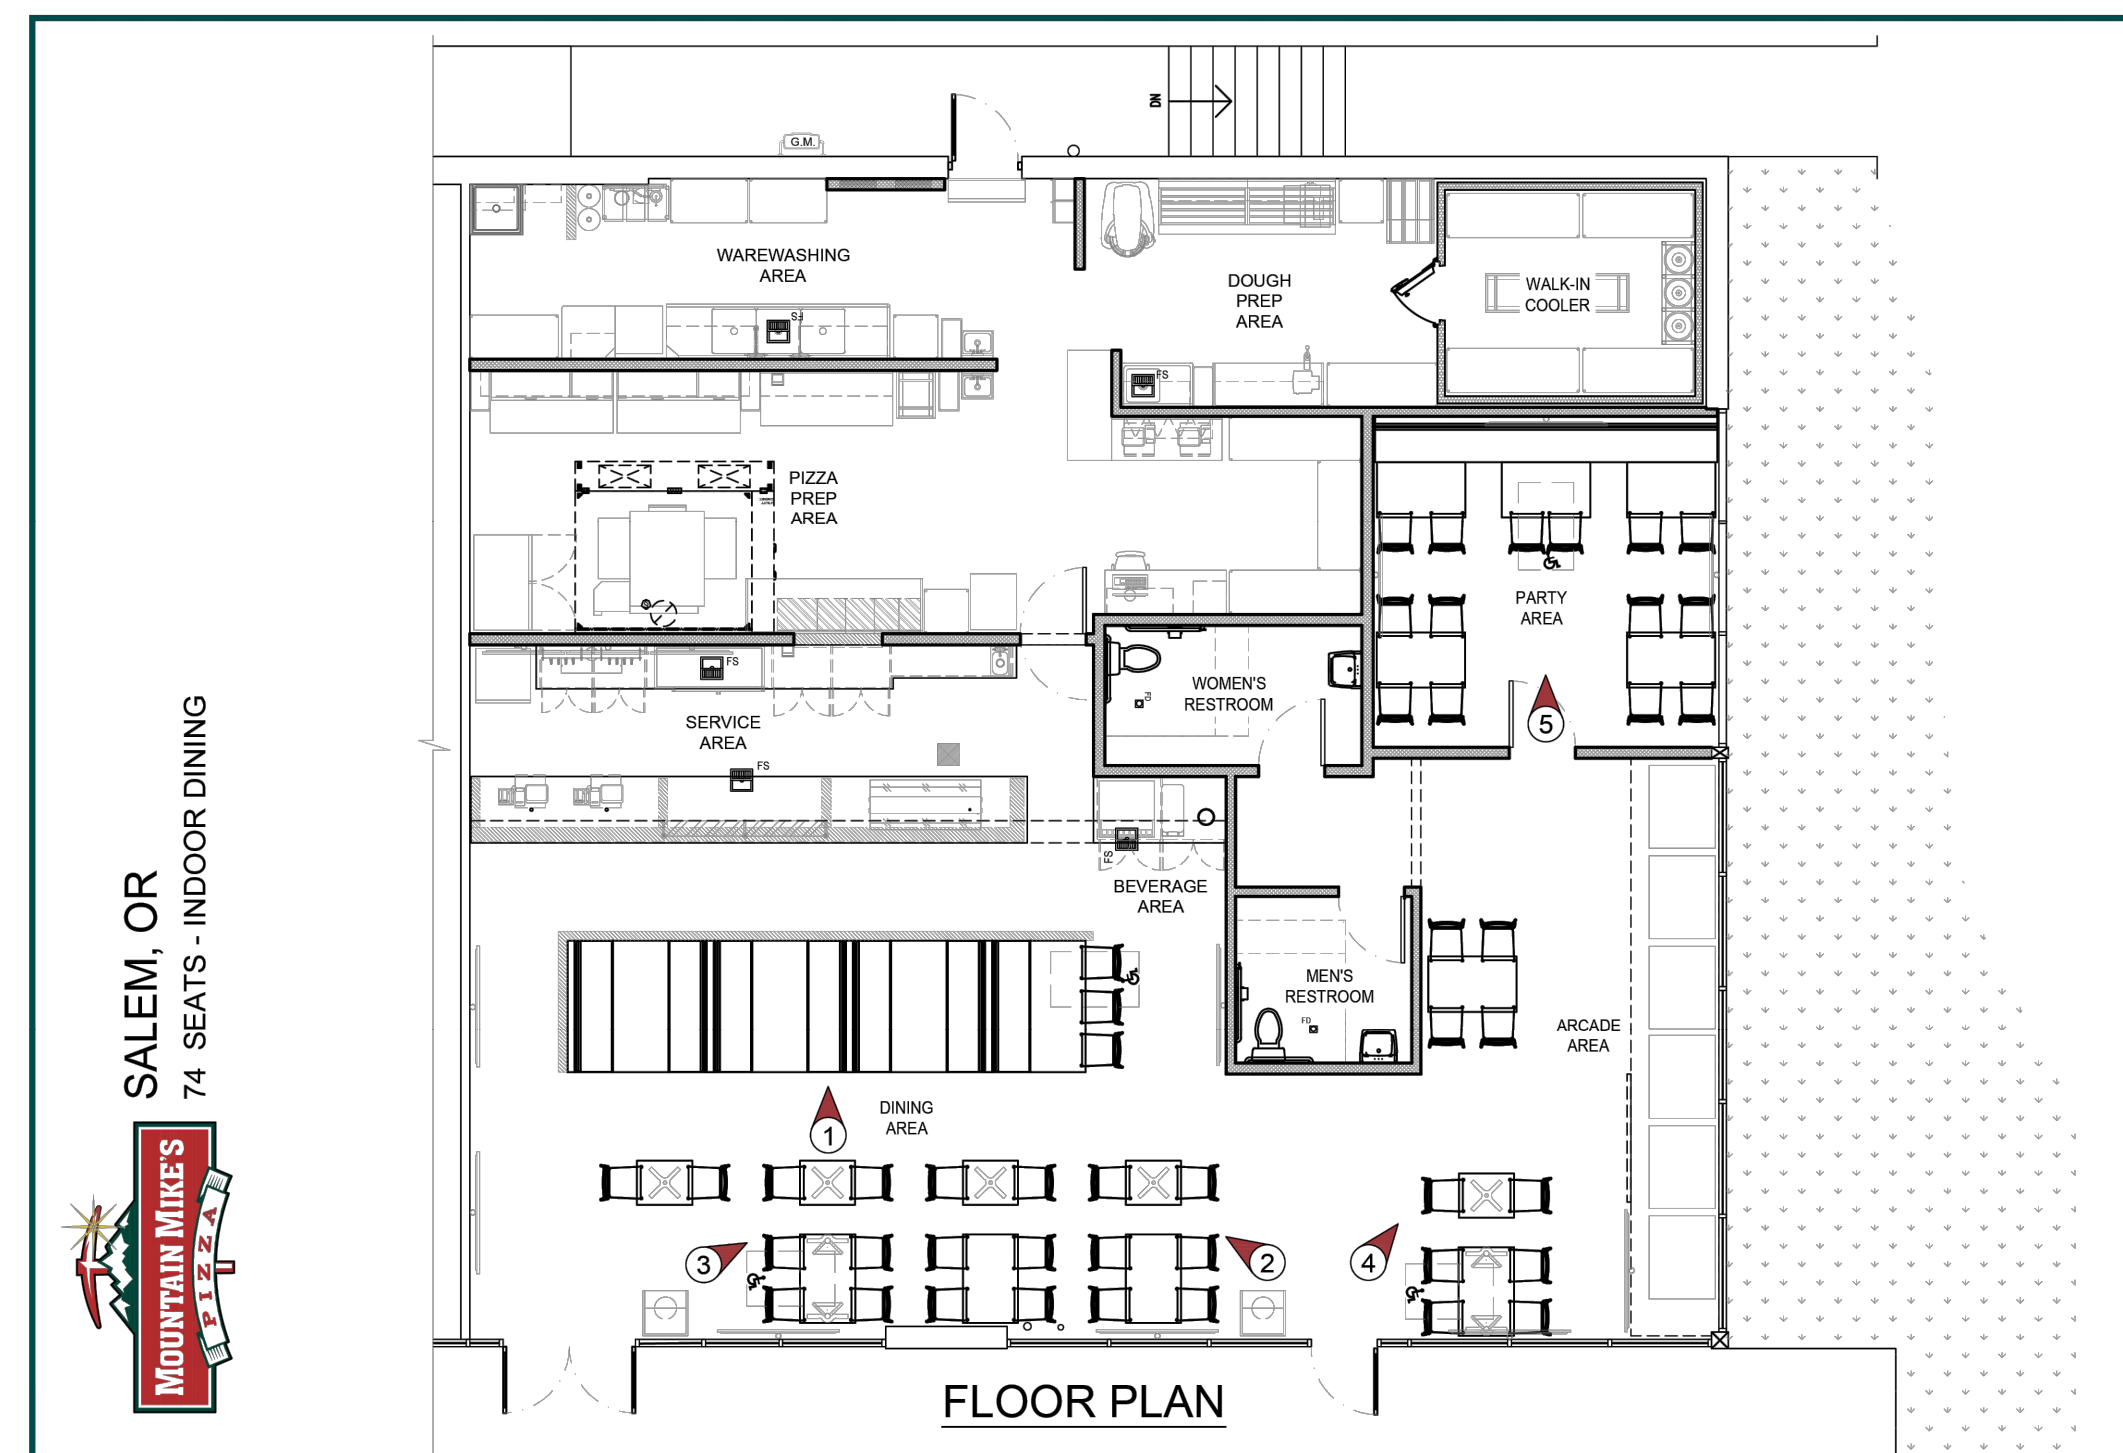 SALEM, OR
74 SEATS - INDOOR DINING
MOUNTAIN MIKE'S
PIZZA
DN
G.M.
WAREWASHING
AREA
DOUGH
PREP
AREA
WALK-IN
COOLER
FS
FS
PIZZA
PREP
AREA
PARTY
AREA
5
FS
WOMEN'S
RESTROOM
FD
SERVICE
AREA
FS
FS
BEVERAGE
AREA
MEN'S
RESTROOM
FD
ARCADE
AREA
DINING
AREA
1
3
2
4
FLOOR PLAN